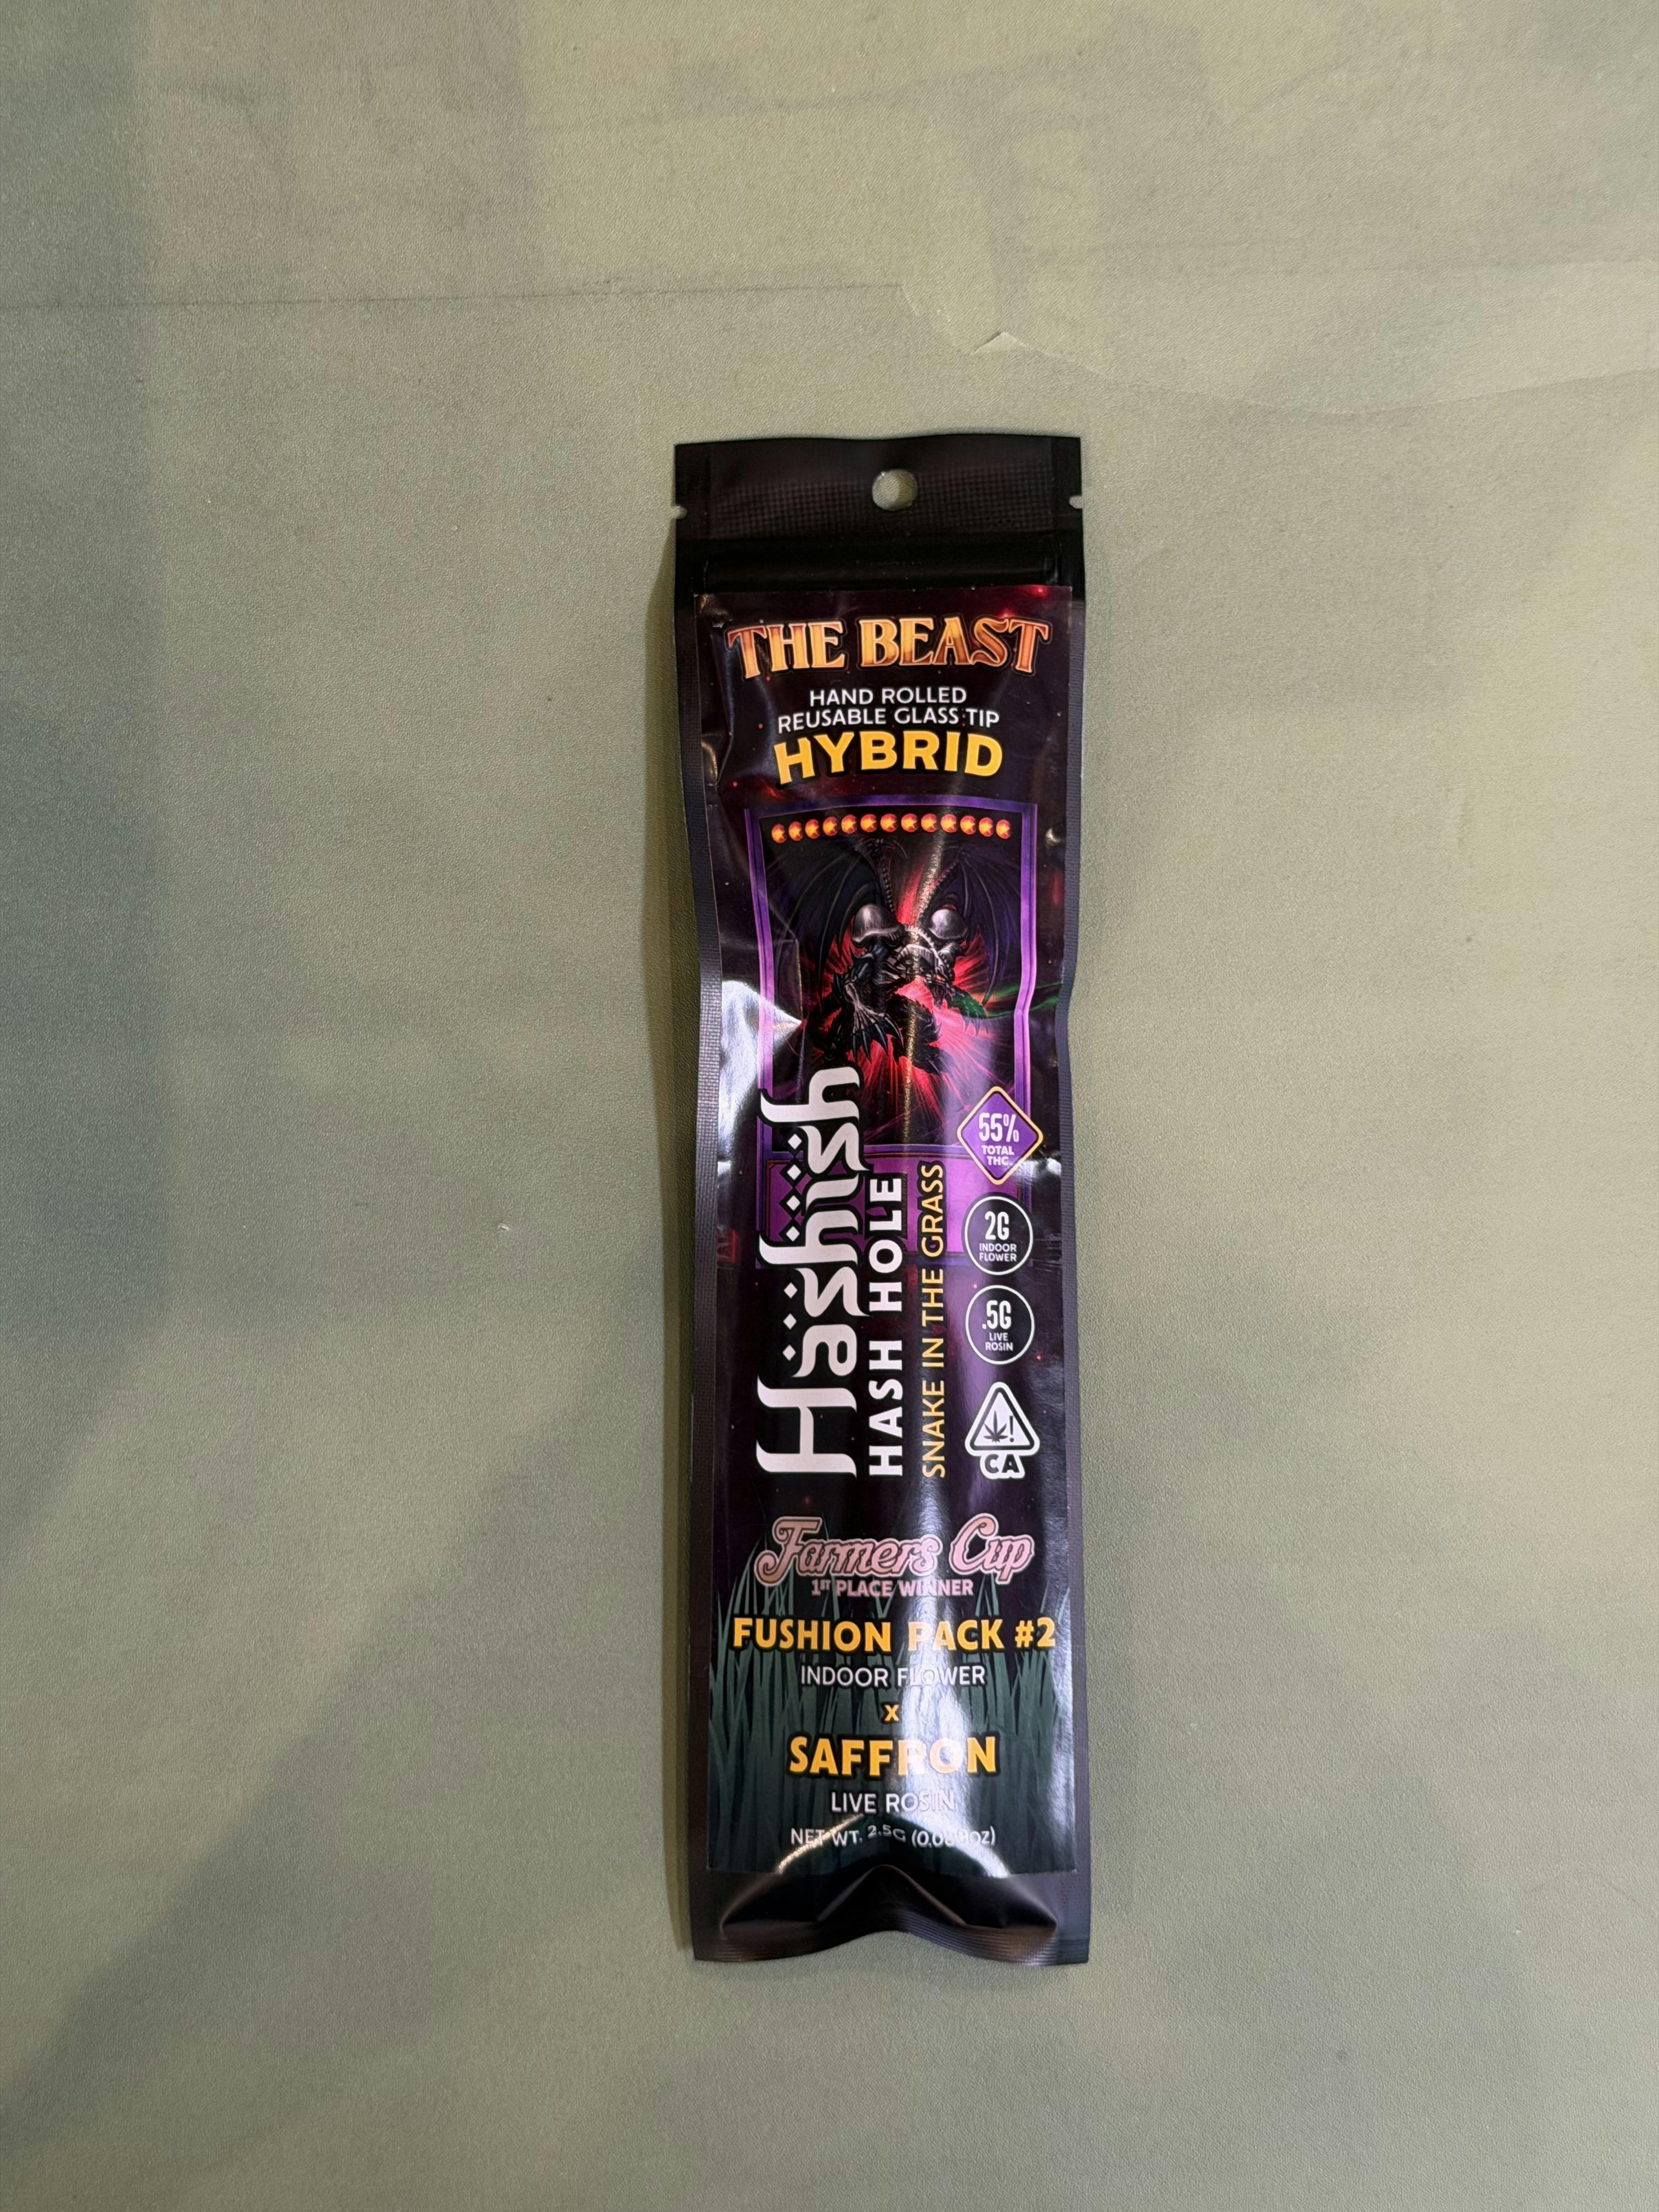 THE BEAST
HAND ROLLED
REUSABLE GLASS TIP
HYBRID
Hashish
HASH HOLE
SNAKE IN THE GRASS
55%
TOTAL
THC
2G
INDOOR
FLOWER
.5G
LIVE
ROSIN
CA
Farmers Cup
1ST PLACE WINNER
FUSHION PACK #2
INDOOR FLOWER
x
SAFFRON
LIVE ROSIN
NET WT. 2.5G